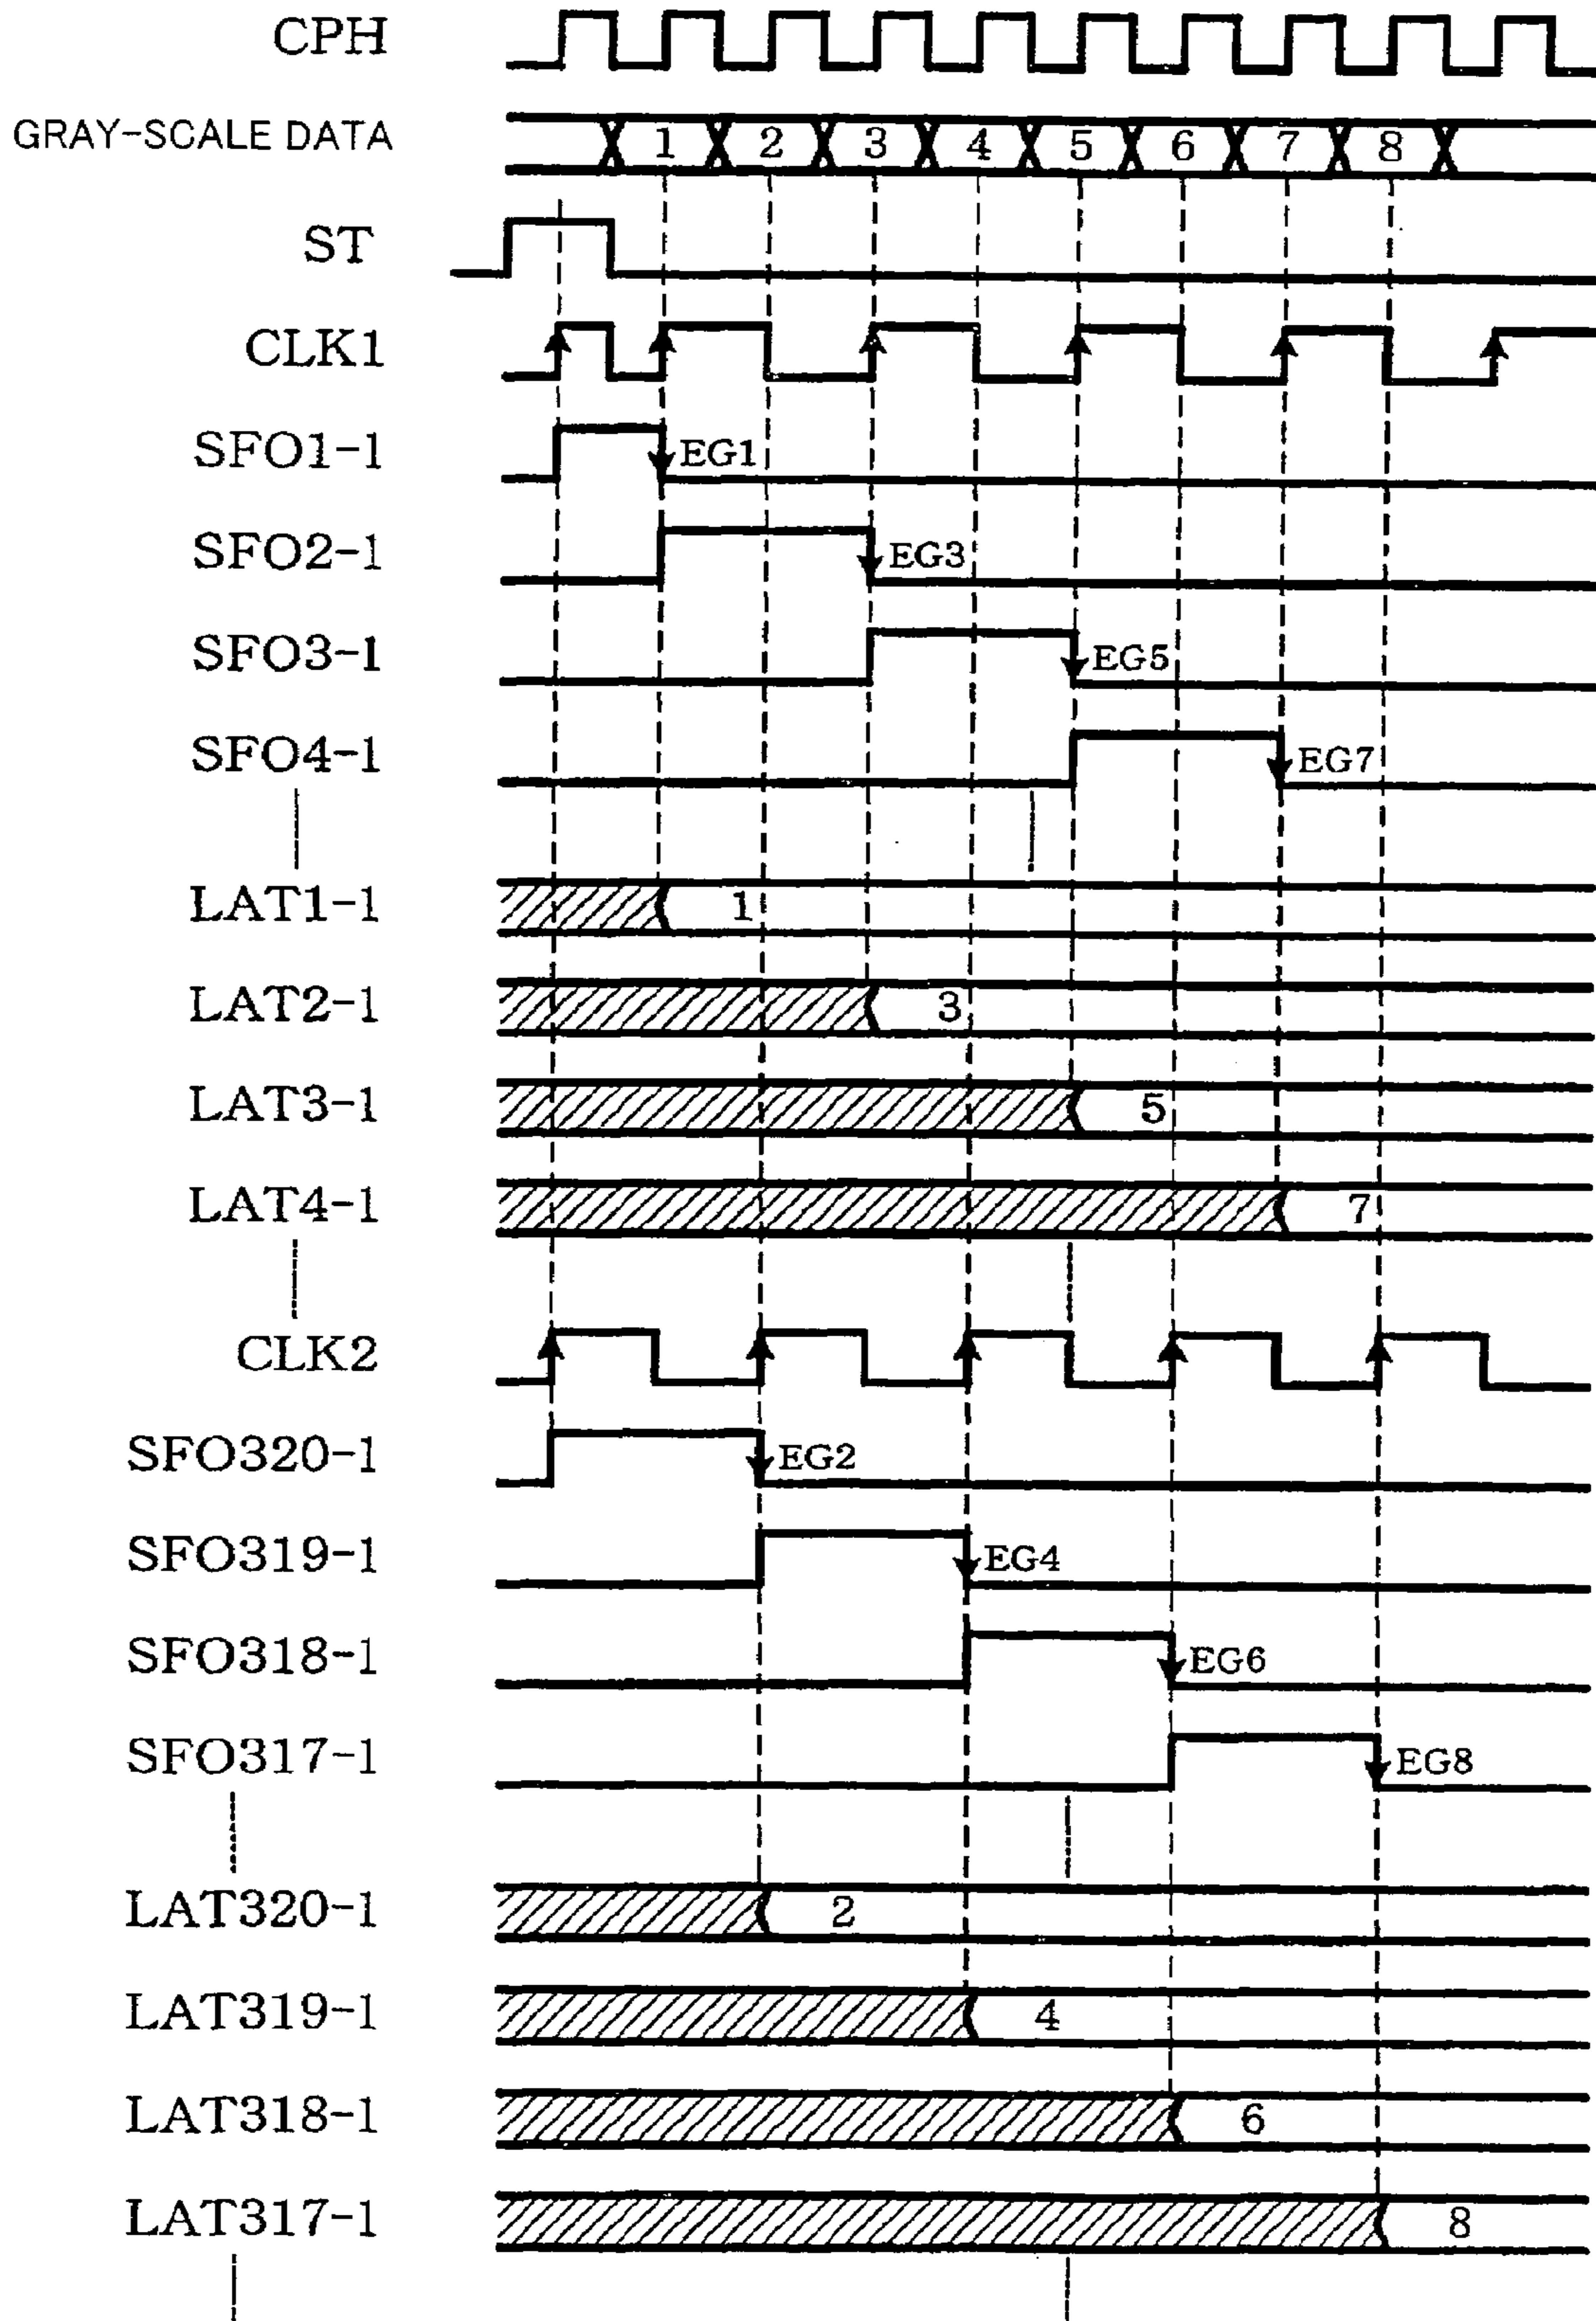 CPH
GRAY-SCALE DATA 1 2 3 4 5 6 7 8
ST
CLK1
SFO1-1 EG1
SFO2-1 EG3
SFO3-1 EG5
SFO4-1 EG7
LAT1-1 1
LAT2-1 3
LAT3-1 5
LAT4-1 7
CLK2
SFO320-1 EG2
SFO319-1 EG4
SFO318-1 EG6
SFO317-1 EG8
LAT320-1 2
LAT319-1 4
LAT318-1 6
LAT317-1 8